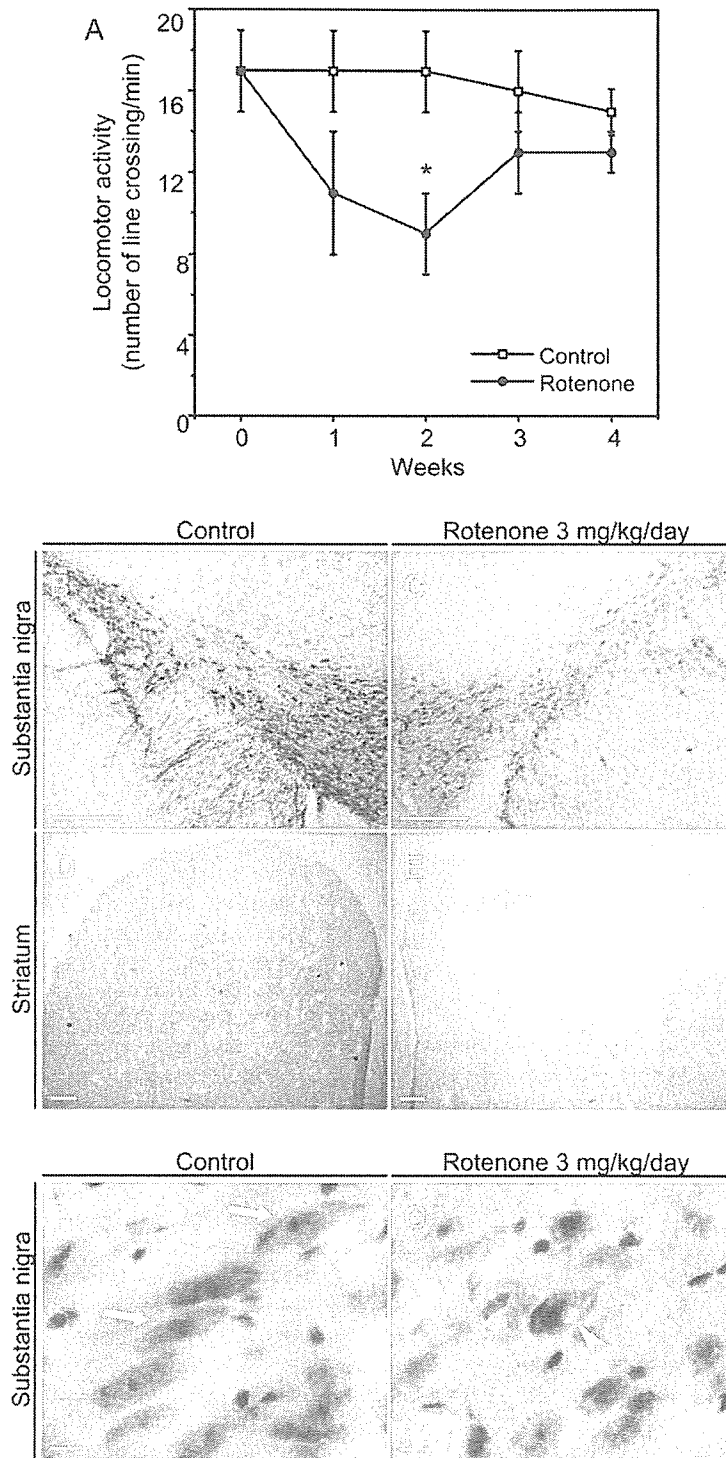 A
20
16
12
8
4
0
Locomotor activity
(number of line crossing/min)
*
Control
Rotenone
0 1 2 3 4
Weeks
Control Rotenone 3 mg/kg/day
Substantia nigra
C
Striatum
D
E
Control Rotenone 3 mg/kg/day
Substantia nigra